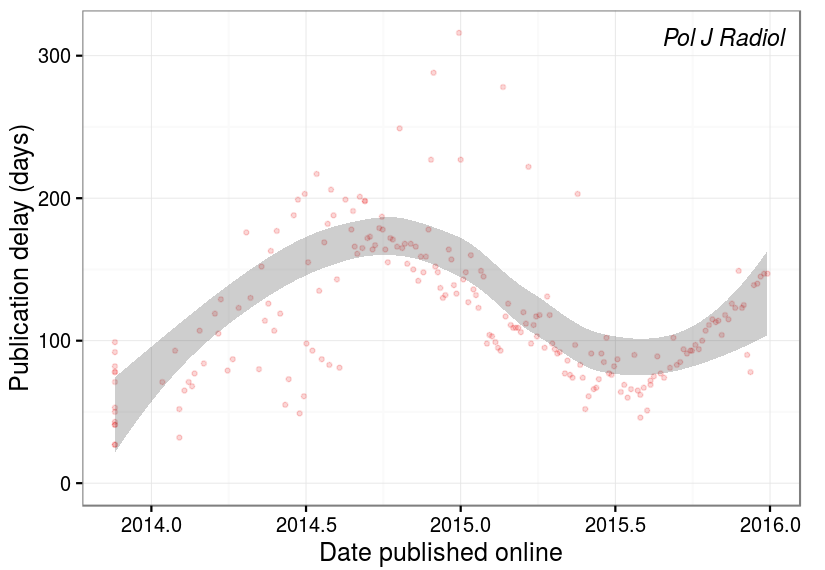 Pol J Radiol
Publication delay (days)
300
200
100
0
2014.0 2014.5 2015.0 2015.5 2016.0
Date published online